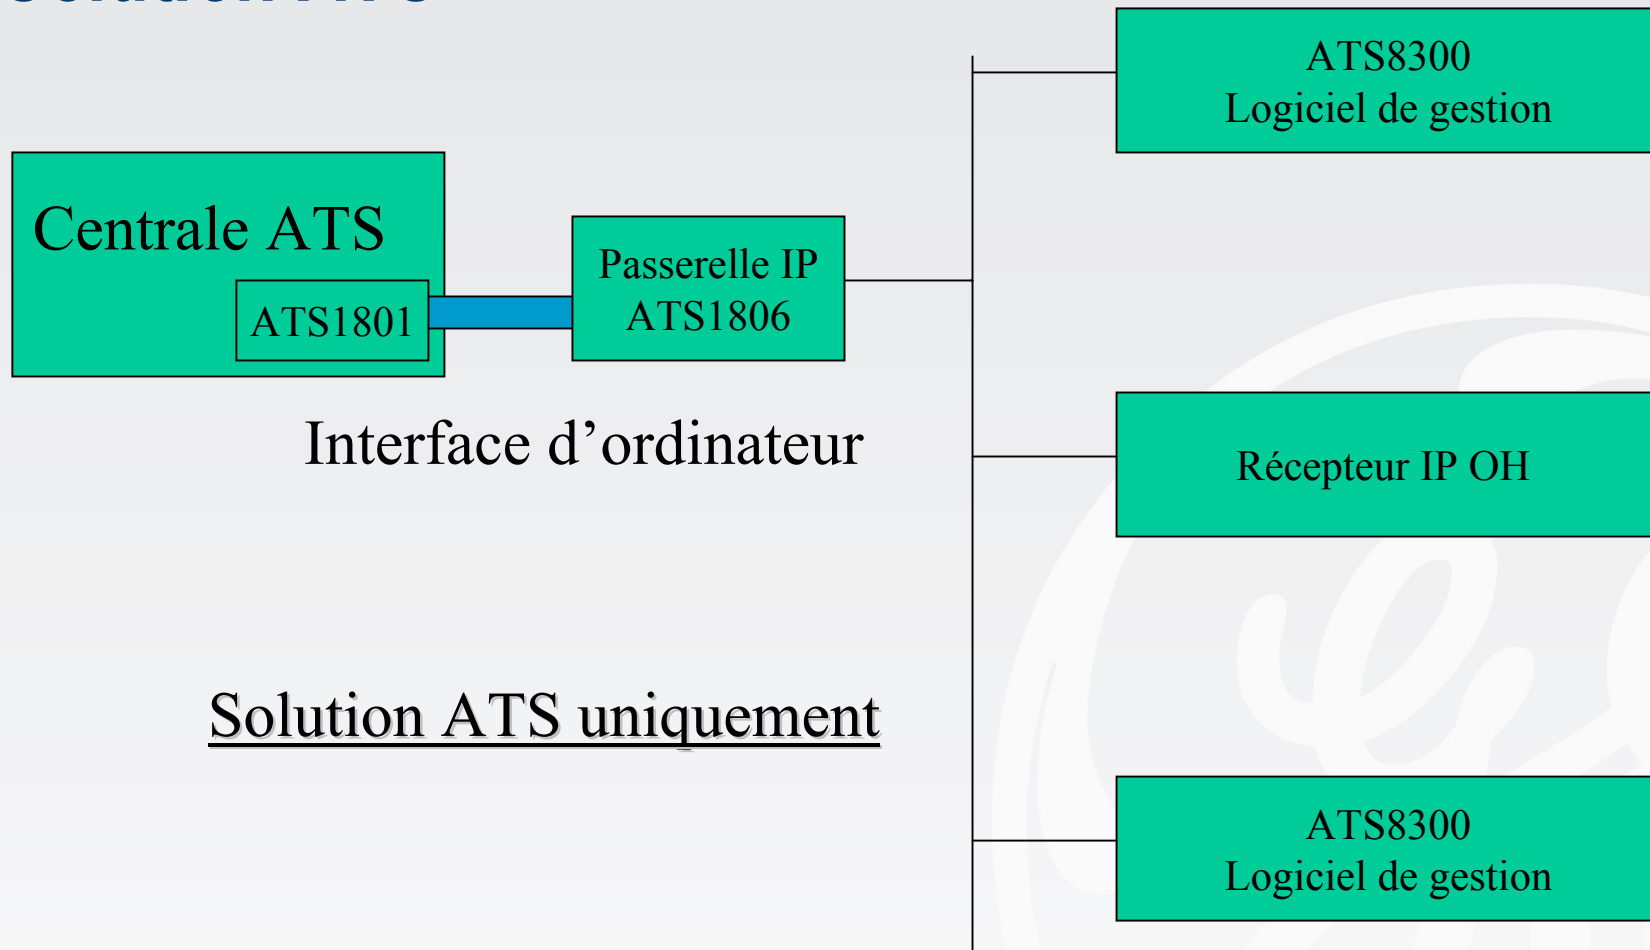 ATS8300
Logiciel de gestion
Centrale ATS
Passerelle IP
ATS1806
ATS1801
Interface d’ordinateur
Récepteur IP OH
Solution ATS uniquement
ATS8300
Logiciel de gestion